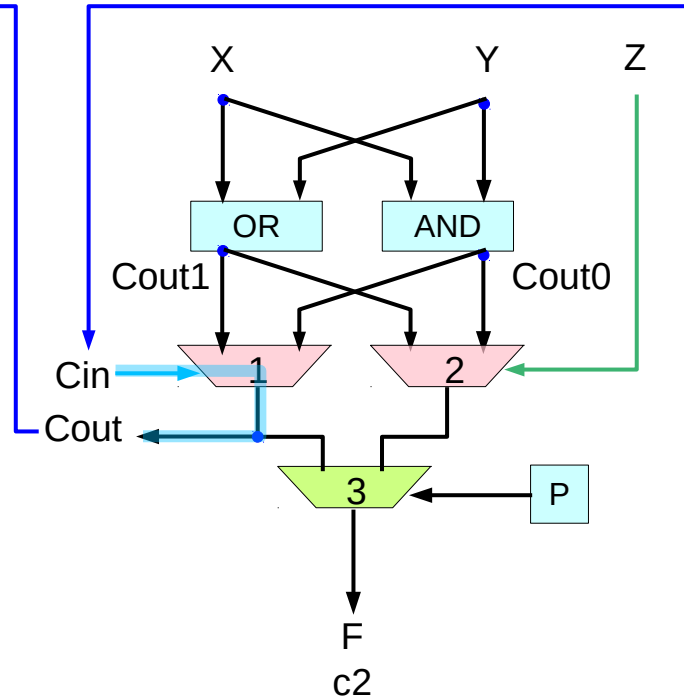 X Y Z
OR AND
Cout1 Cout0
Cin 1 2
Cout
3 P
F
c2